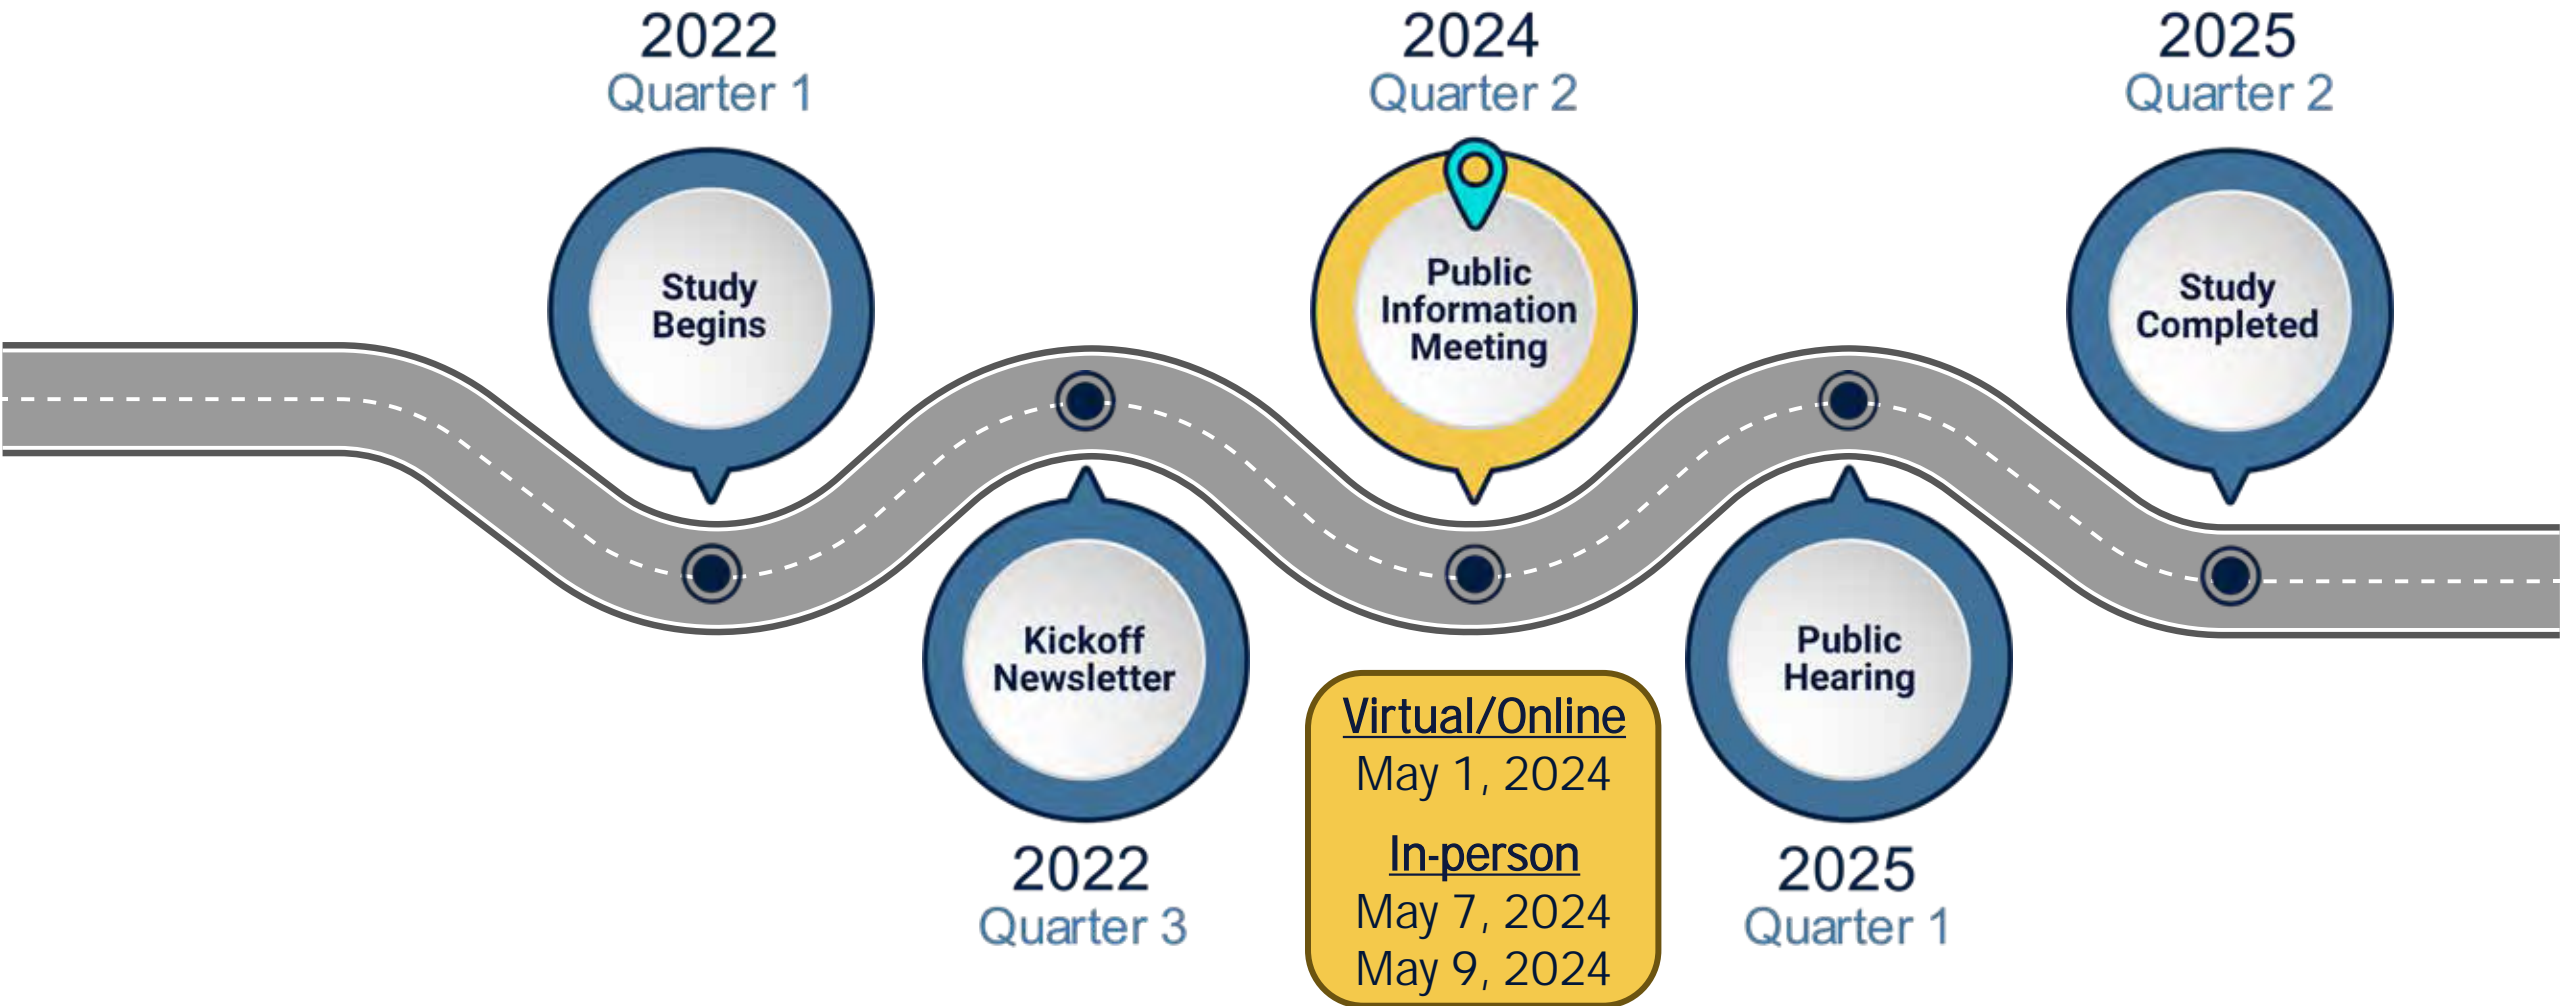 2022
Quarter 1
Study
Begins
Kickoff
Newsletter
2022
Quarter 3
2024
Quarter 2
Public
Information
Meeting
Virtual/Online
May 1, 2024
In-person
May 7, 2024
May 9, 2024
Public
Hearing
2025
Quarter 1
2025
Quarter 2
Study
Completed